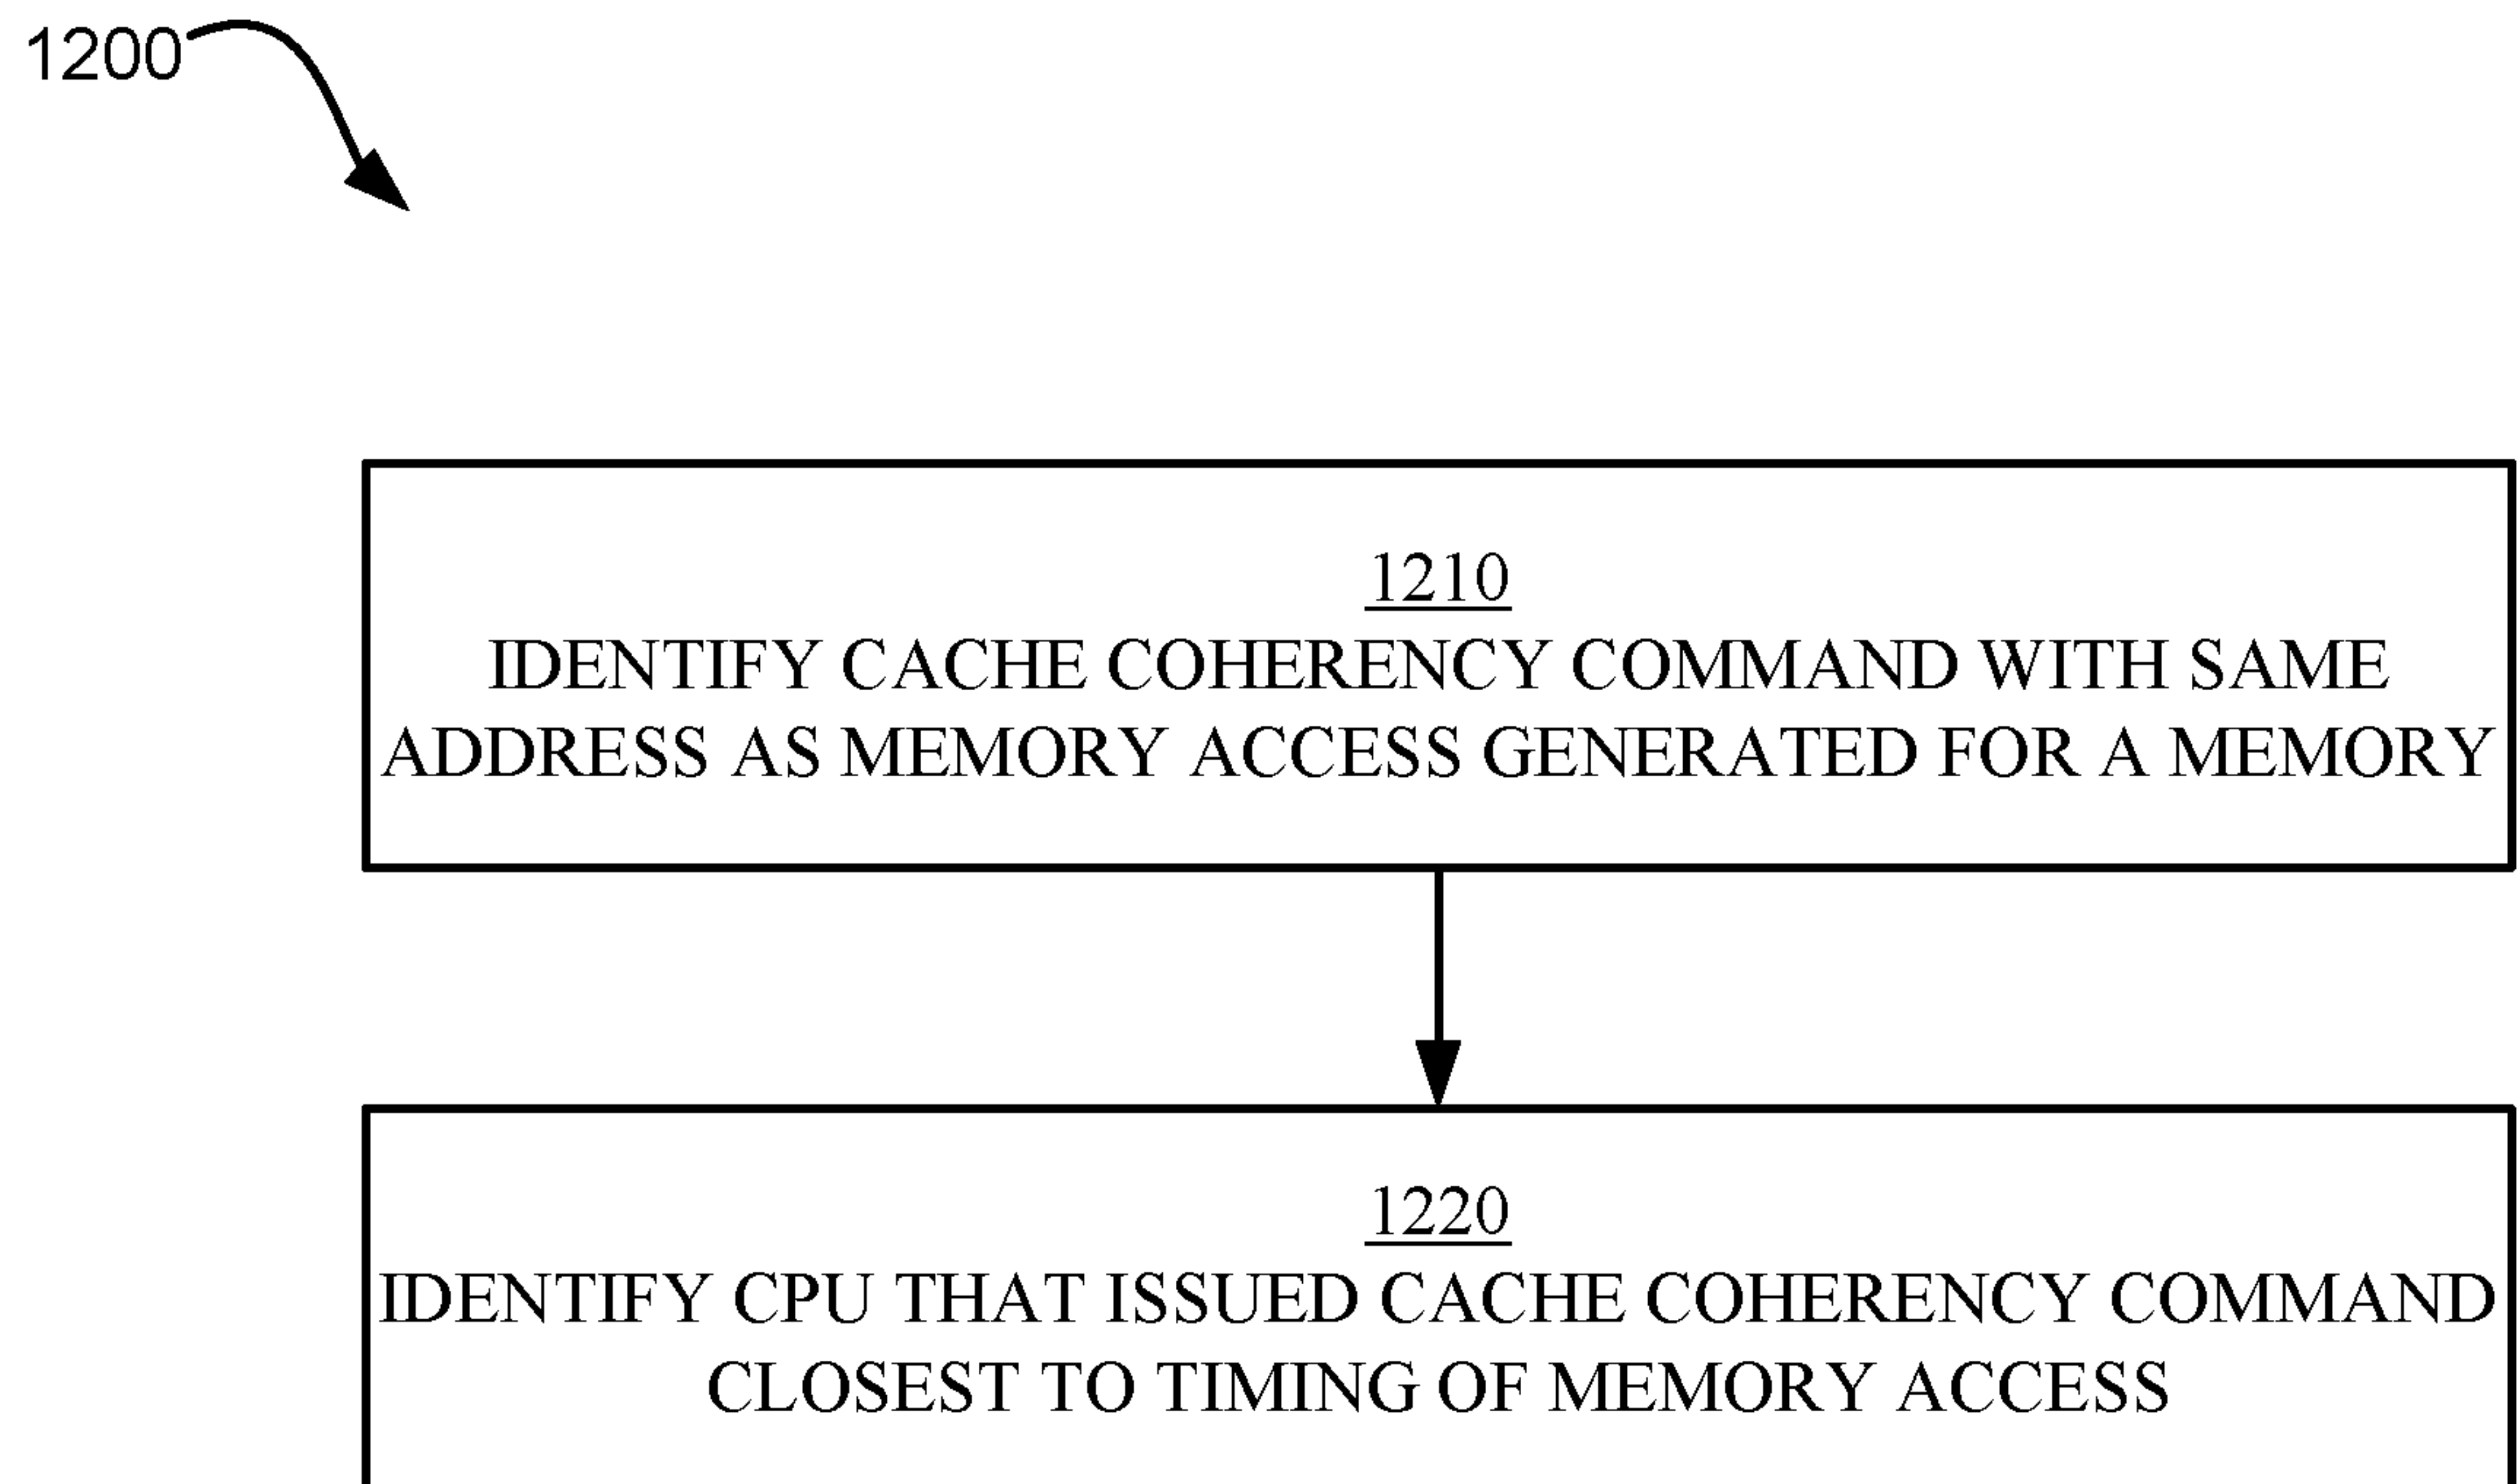 1200
1210
IDENTIFY CACHE COHERENCY COMMAND WITH SAME
ADDRESS AS MEMORY ACCESS GENERATED FOR A MEMORY
1220
IDENTIFY CPU THAT ISSUED CACHE COHERENCY COMMAND
CLOSEST TO TIMING OF MEMORY ACCESS